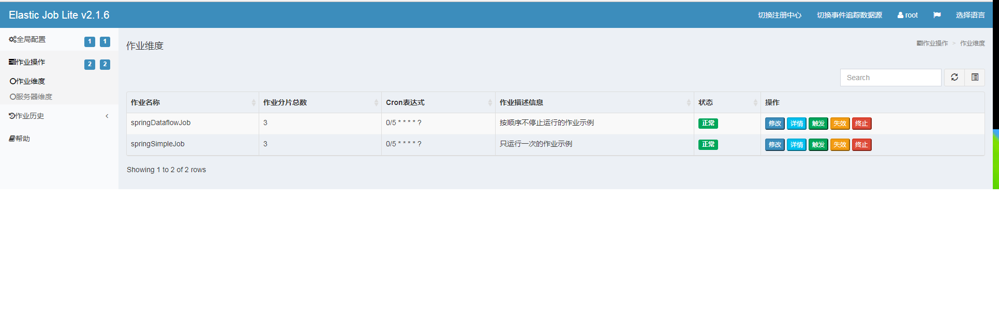 Elastic Job Lite v2.1.6 切换注册中心 切换事件追踪数据源 root 选择语言
全局配置 1 1
作业操作 2 2
作业维度
服务器维度
作业历史
帮助
作业维度
作业操作 > 作业维度
Search
作业名称 作业分片总数 Cron表达式 作业描述信息 状态 操作
springDataflowJob 3 0/5 * * * * ? 按顺序不停止运行的作业示例 正常 修改 详情 触发 失效 终止
springSimpleJob 3 0/5 * * * * ? 只运行一次的作业示例 正常 修改 详情 触发 失效 终止
Showing 1 to 2 of 2 rows